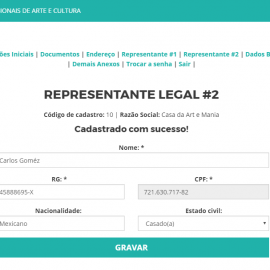 IONAIS DE ARTE E CULTURA
ões Iniciais | Documentos | Endereço | Representante #1 | Representante #2 | Dados B
| Demais Anexos | Trocar a senha | Sair |
REPRESENTANTE LEGAL #2
Código de cadastro: 10 | Razão Social: Casa da Art e Mania
Cadastrado com sucesso!
Nome: *
Carlos Goméz
RG: * CPF: *
45888695-X 721.630.717-82
Nacionalidade: Estado civil:
Mexicano Casado(a)
GRAVAR